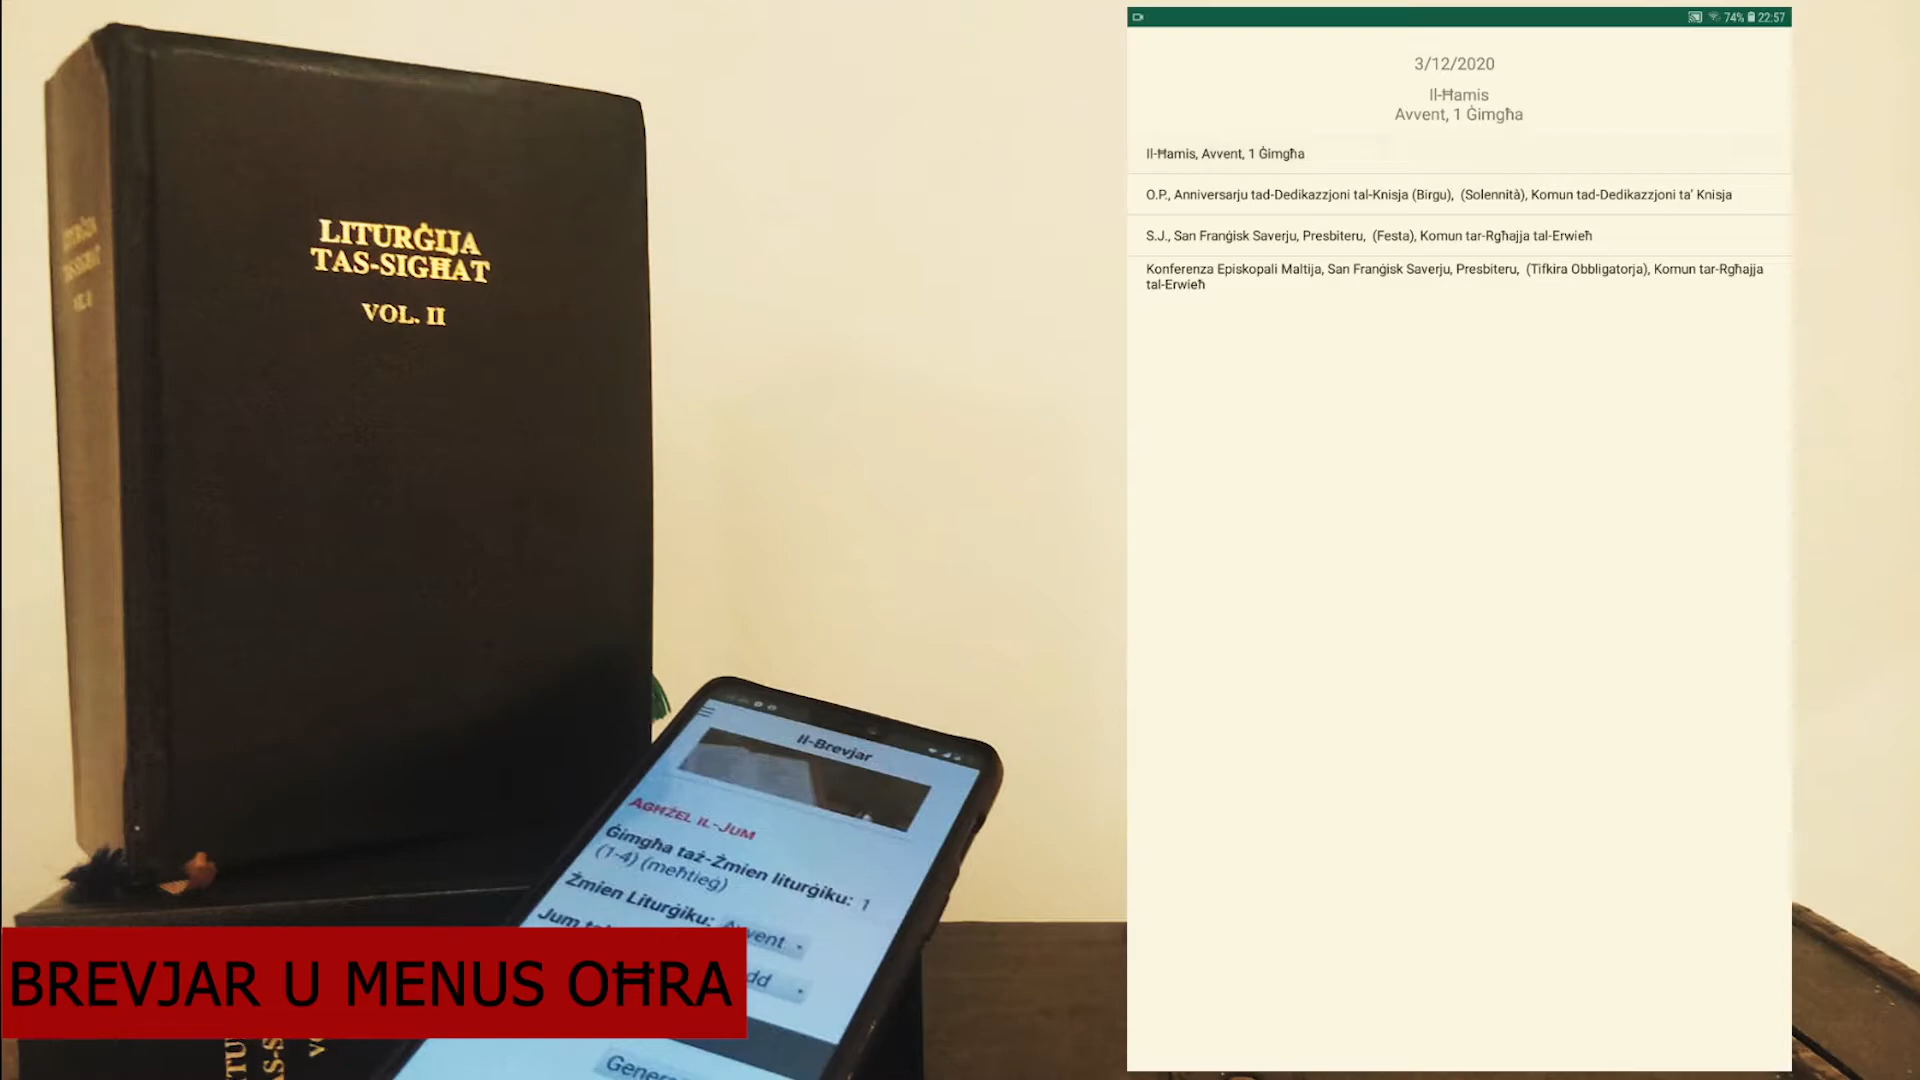 LITURĠIJA
TAS-SIGĦAT
VOL. II
74% 22:57
3/12/2020
Il-Ħamis
Avvent, 1 Ġimgħa
Il-Ħamis, Avvent, 1 Ġimgħa
O.P., Anniversarju tad-Dedikazzjoni tal-Knisja (Birgu), (Solennità), Komun tad-Dedikazzjoni ta' Knisja
S.J., San Franġisk Saverju, Presbiteru, (Festa), Komun tar-Rgħajja tal-Erwieħ
Konferenza Episkopali Maltija, San Franġisk Saverju, Presbiteru, (Tifkira Obbligatorja), Komun tar-Rgħajja
tal-Erwieħ
Il-Brevjar
AGĦŻEL IL-JUM
Ġimgħa taż-Żmien liturġiku: 1
(1-4) (meħtieġ)
Żmien Liturġiku: Avvent
Jum
BREVJAR U MENUS OĦRA